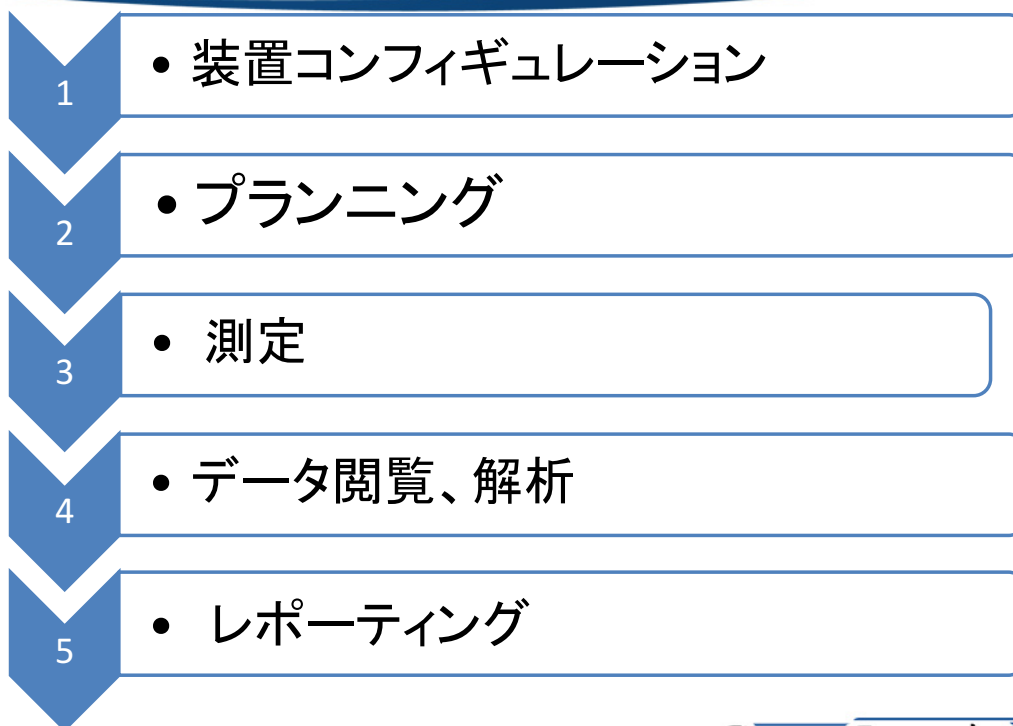 1
• 装置コンフィギュレーション
2
• プランニング
3
• 測定
4
• データ閲覧、解析
5
• レポーティング